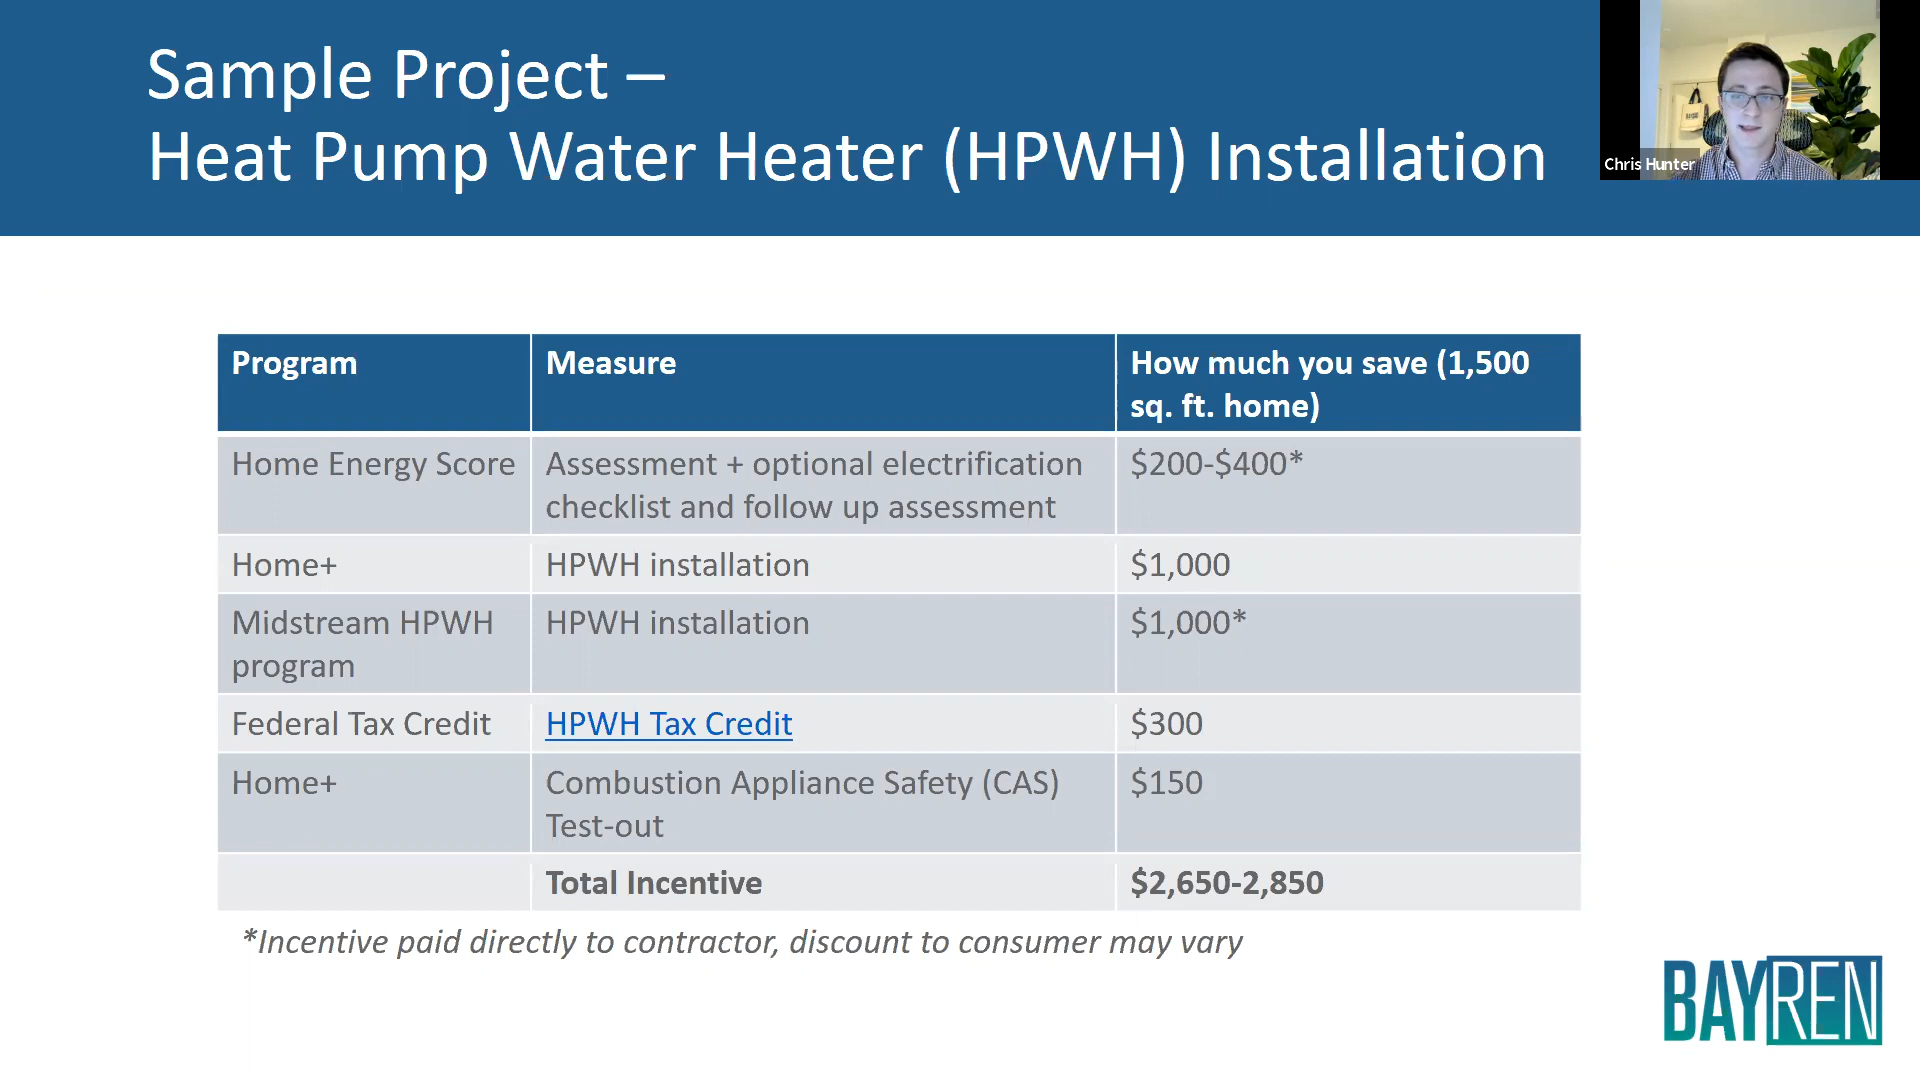 Sample Project –
Heat Pump Water Heater (HPWH) Installation
Chris Hunter
Program
Measure
How much you save (1,500
sq. ft. home)
Home Energy Score
Assessment + optional electrification
checklist and follow up assessment
$200-$400*
Home+
HPWH installation
$1,000
Midstream HPWH
program
HPWH installation
$1,000*
Federal Tax Credit
HPWH Tax Credit
$300
Home+
Combustion Appliance Safety (CAS)
Test-out
$150
Total Incentive
$2,650-2,850
*Incentive paid directly to contractor, discount to consumer may vary
BAYREN